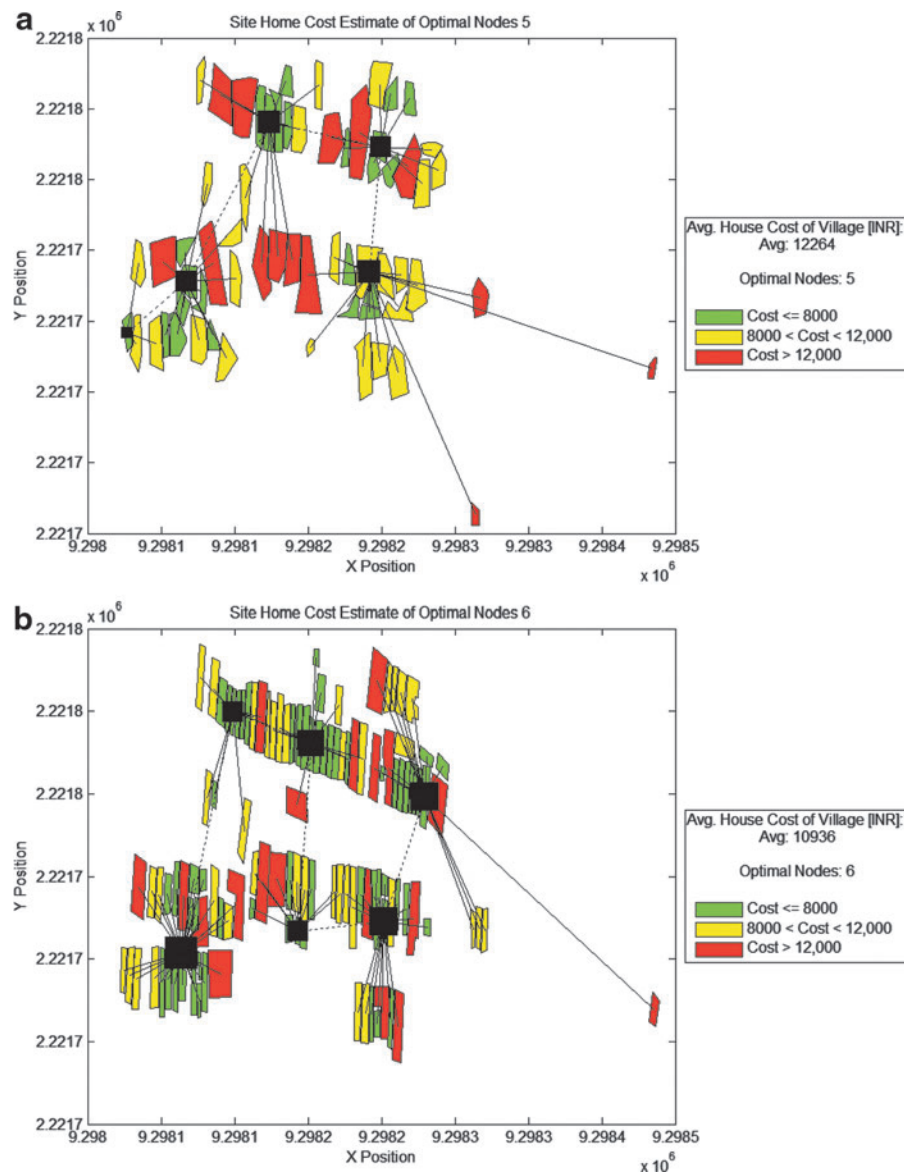 a
Site Home Cost Estimate of Optimal Nodes 5
x 10^6
2.2218
2.2218
2.2217
2.2217
2.2217
2.2217
2.2217
2.2217
Y Position
9.298 9.2981 9.2981 9.2982 9.2982 9.2983 9.2984 9.2984 9.2985
X Position
x 10^6
Avg. House Cost of Village [INR]:
Avg: 12264
Optimal Nodes: 5
Cost <= 8000
8000 < Cost < 12,000
Cost > 12,000
b
Site Home Cost Estimate of Optimal Nodes 6
x 10^6
2.2218
2.2218
2.2218
2.2217
2.2217
2.2217
2.2217
Y Position
9.298 9.2981 9.2981 9.2982 9.2982 9.2983 9.2984 9.2984 9.2985
X Position
x 10^6
Avg. House Cost of Village [INR]:
Avg: 10936
Optimal Nodes: 6
Cost <= 8000
8000 < Cost < 12,000
Cost > 12,000